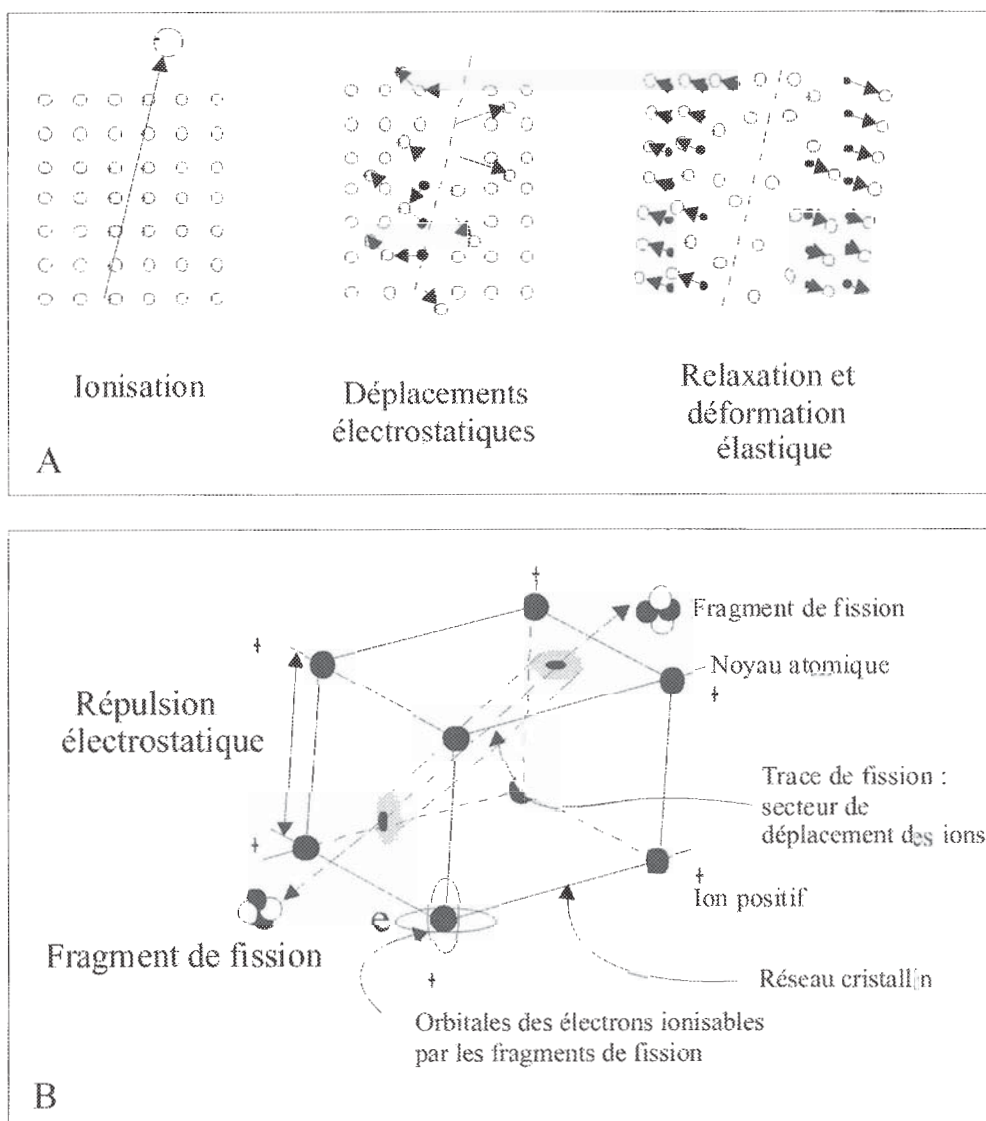 Ionisation
Déplacements
électrostatiques
Relaxation et
déformation
élastique
A
+
Fragment de fission
+
Noyau atomique
+
Répulsion
électrostatique
Trace de fission :
secteur de
déplacement des ions
+
+
Ion positif
e
Fragment de fission
+
Réseau cristallin
Orbitales des électrons ionisables
par les fragments de fission
B